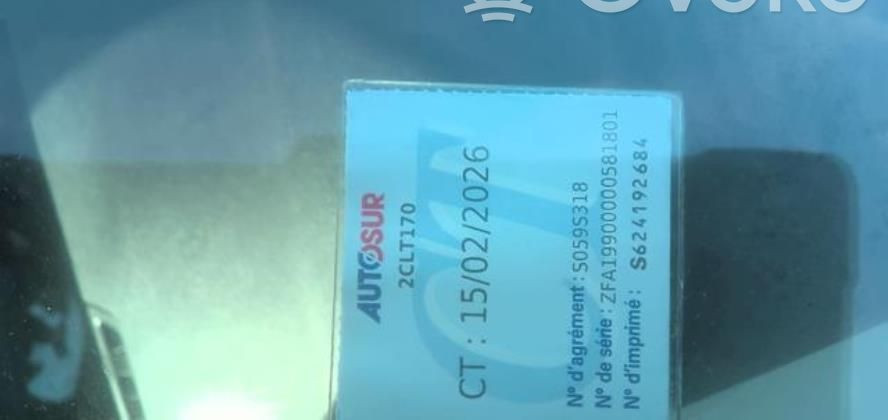 AUTOSUR
2CLT170
CT : 15/02/2026
N° d'agrément : S059S318
N° de série : ZFA19900000581801
N° d'imprimé : S624192684